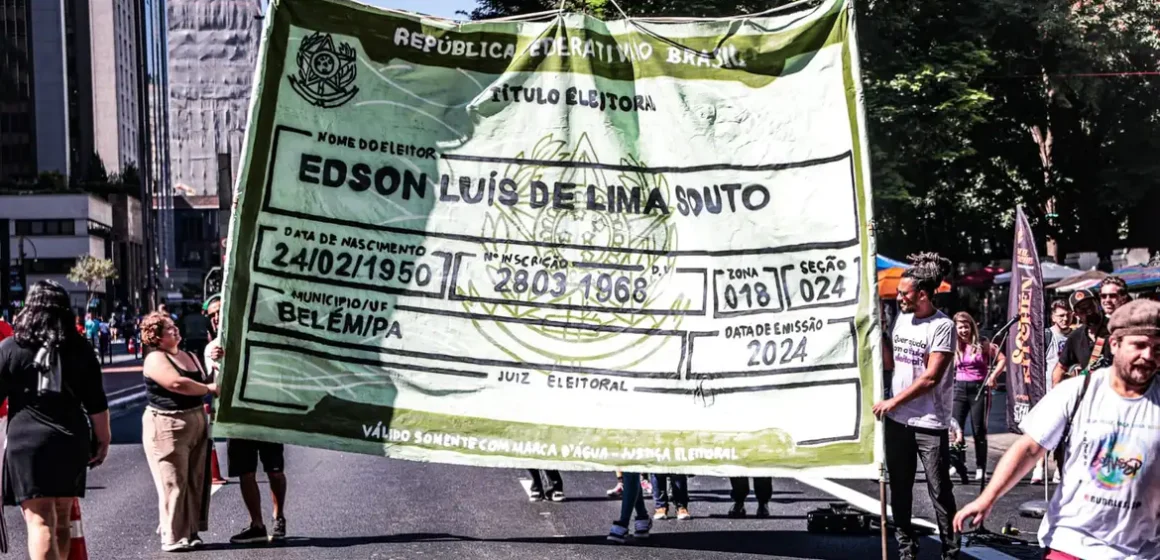 REPÚBLICA FEDERATIVA DO BRASIL
TÍTULO ELEITORAL
NOME DO ELEITOR
EDSON LUÍS DE LIMA SOUTO
DATA DE NASCIMENTO
24/02/1950
Nº INSCRIÇÃO D.V.
2803 1968
ZONA
018
SEÇÃO
024
MUNICIPIO/UF
BELÉM/PA
DATA DE EMISSÃO
2024
JUIZ ELEITORAL
VÁLIDO SOMENTE COM MARCA D'ÁGUA - JUSTIÇA ELEITORAL